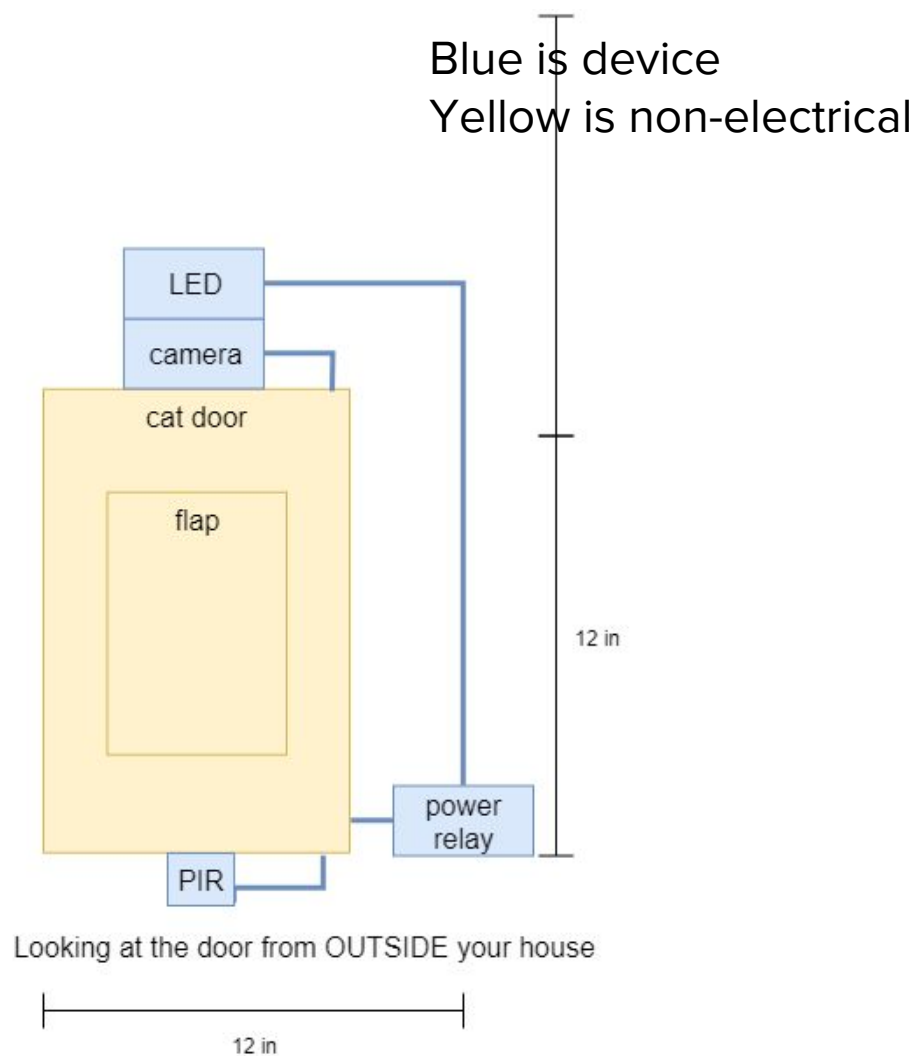 Blue is device
Yellow is non-electrical
LED
camera
cat door
flap
12 in
power
relay
PIR
Looking at the door from OUTSIDE your house
12 in